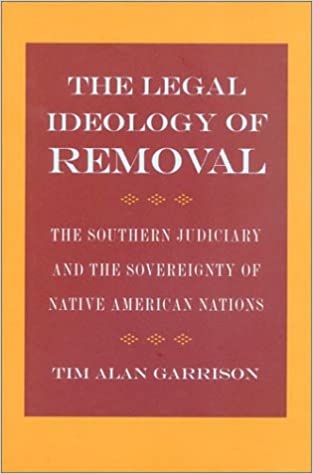 THE LEGAL
IDEOLOGY OF
REMOVAL
THE SOUTHERN JUDICIARY
AND THE SOVEREIGNTY OF
NATIVE AMERICAN NATIONS
TIM ALAN GARRISON